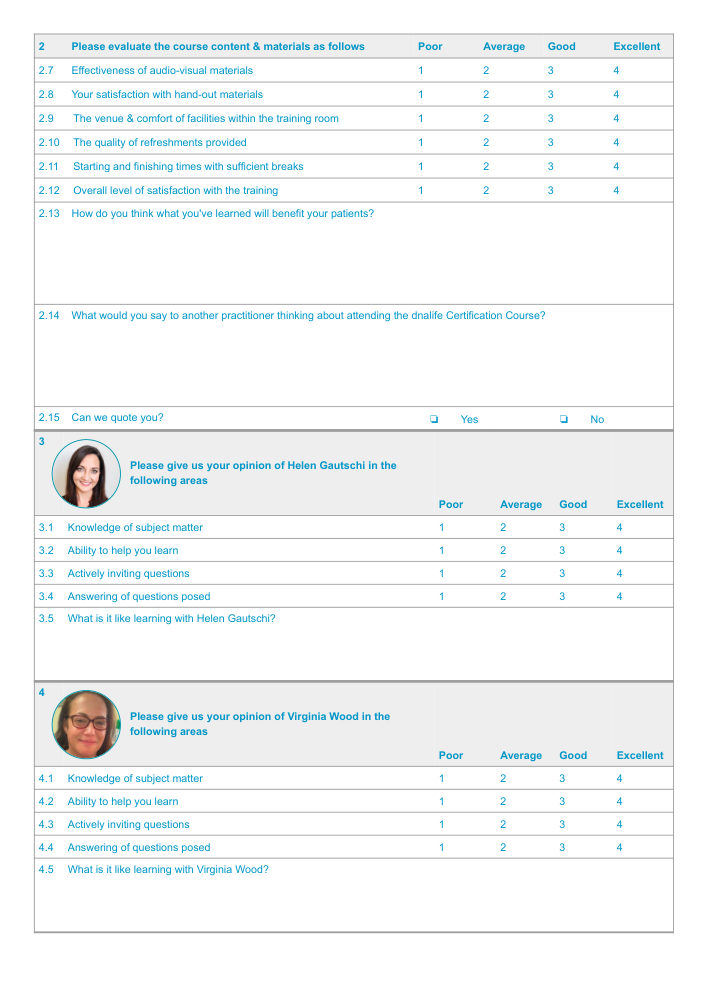 2 Please evaluate the course content & materials as follows Poor Average Good Excellent
2.7 Effectiveness of audio-visual materials 1 2 3 4
2.8 Your satisfaction with hand-out materials 1 2 3 4
2.9 The venue & comfort of facilities within the training room 1 2 3 4
2.10 The quality of refreshments provided 1 2 3 4
2.11 Starting and finishing times with sufficient breaks 1 2 3 4
2.12 Overall level of satisfaction with the training 1 2 3 4
2.13 How do you think what you've learned will benefit your patients?
2.14 What would you say to another practitioner thinking about attending the dnalife Certification Course?
2.15 Can we quote you? ❏ Yes ❏ No
3
Please give us your opinion of Helen Gautschi in the
following areas
Poor Average Good Excellent
3.1 Knowledge of subject matter 1 2 3 4
3.2 Ability to help you learn 1 2 3 4
3.3 Actively inviting questions 1 2 3 4
3.4 Answering of questions posed 1 2 3 4
3.5 What is it like learning with Helen Gautschi?
4
Please give us your opinion of Virginia Wood in the
following areas
Poor Average Good Excellent
4.1 Knowledge of subject matter 1 2 3 4
4.2 Ability to help you learn 1 2 3 4
4.3 Actively inviting questions 1 2 3 4
4.4 Answering of questions posed 1 2 3 4
4.5 What is it like learning with Virginia Wood?